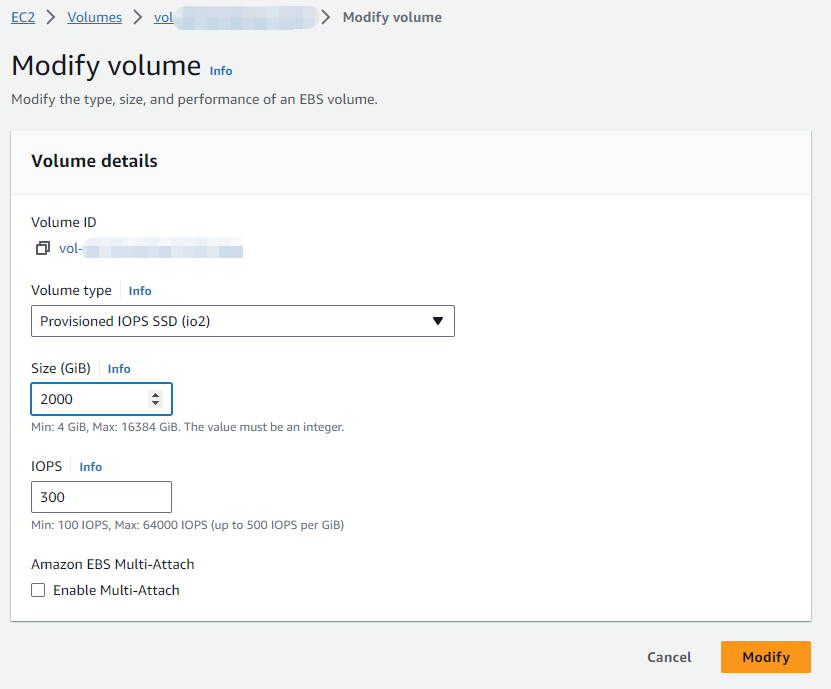 EC2 > Volumes > vol > Modify volume
Modify volume Info
Modify the type, size, and performance of an EBS volume.
Volume details
Volume ID
vol-
Volume type Info
Provisioned IOPS SSD (io2)
Size (GiB) Info
2000
Min: 4 GiB, Max: 16384 GiB. The value must be an integer.
IOPS Info
300
Min: 100 IOPS, Max: 64000 IOPS (up to 500 IOPS per GiB)
Amazon EBS Multi-Attach
Enable Multi-Attach
Cancel Modify